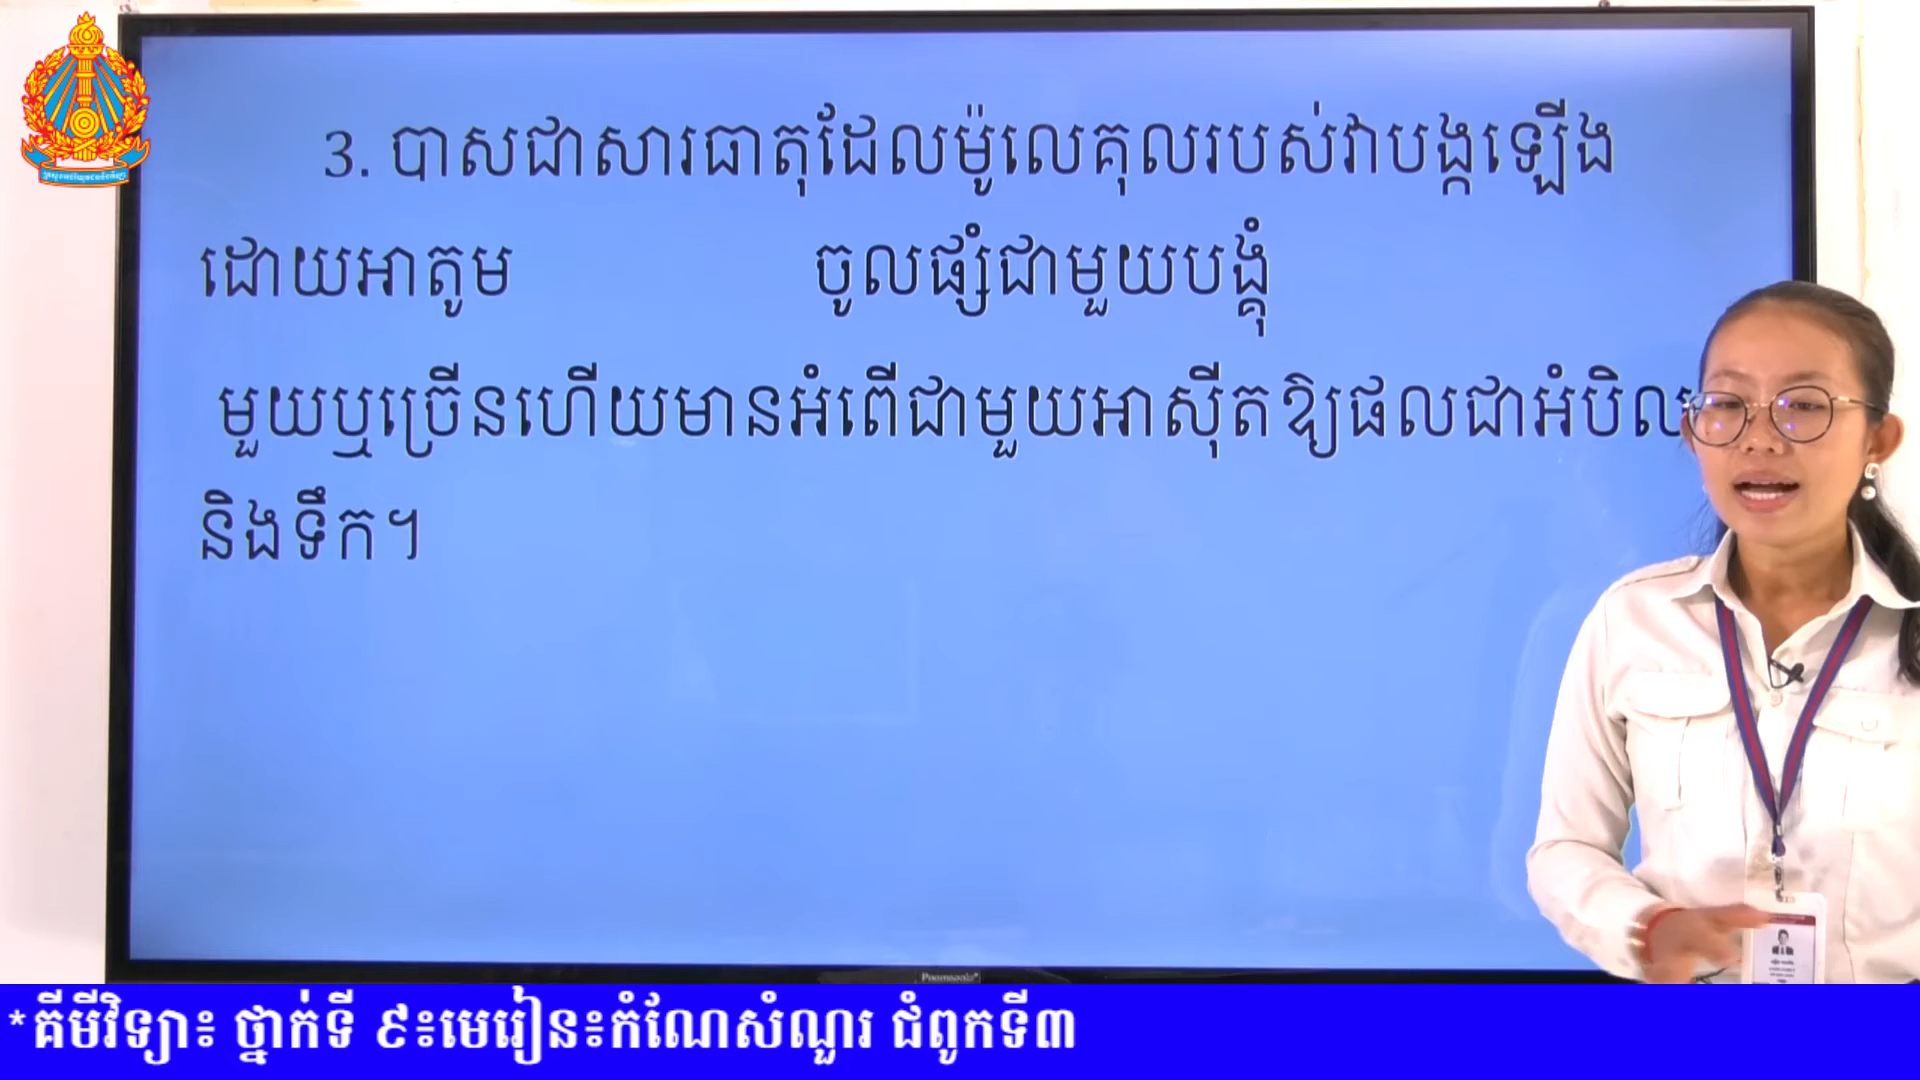 3. បាសជាសារធាតុដែលម៉ូលេគុលរបស់វាបង្កឡើង
ដោយអាតូម ចូលផ្សំជាមួយបង្គុំ
មួយឬច្រើនហើយមានអំពើជាមួយអាស៊ីតឱ្យផលជាអំបិល
និងទឹក។
*គីមីវិទ្យា៖ ថ្នាក់ទី ៩៖មេរៀន៖កំណែសំណួរ ជំពូកទី៣